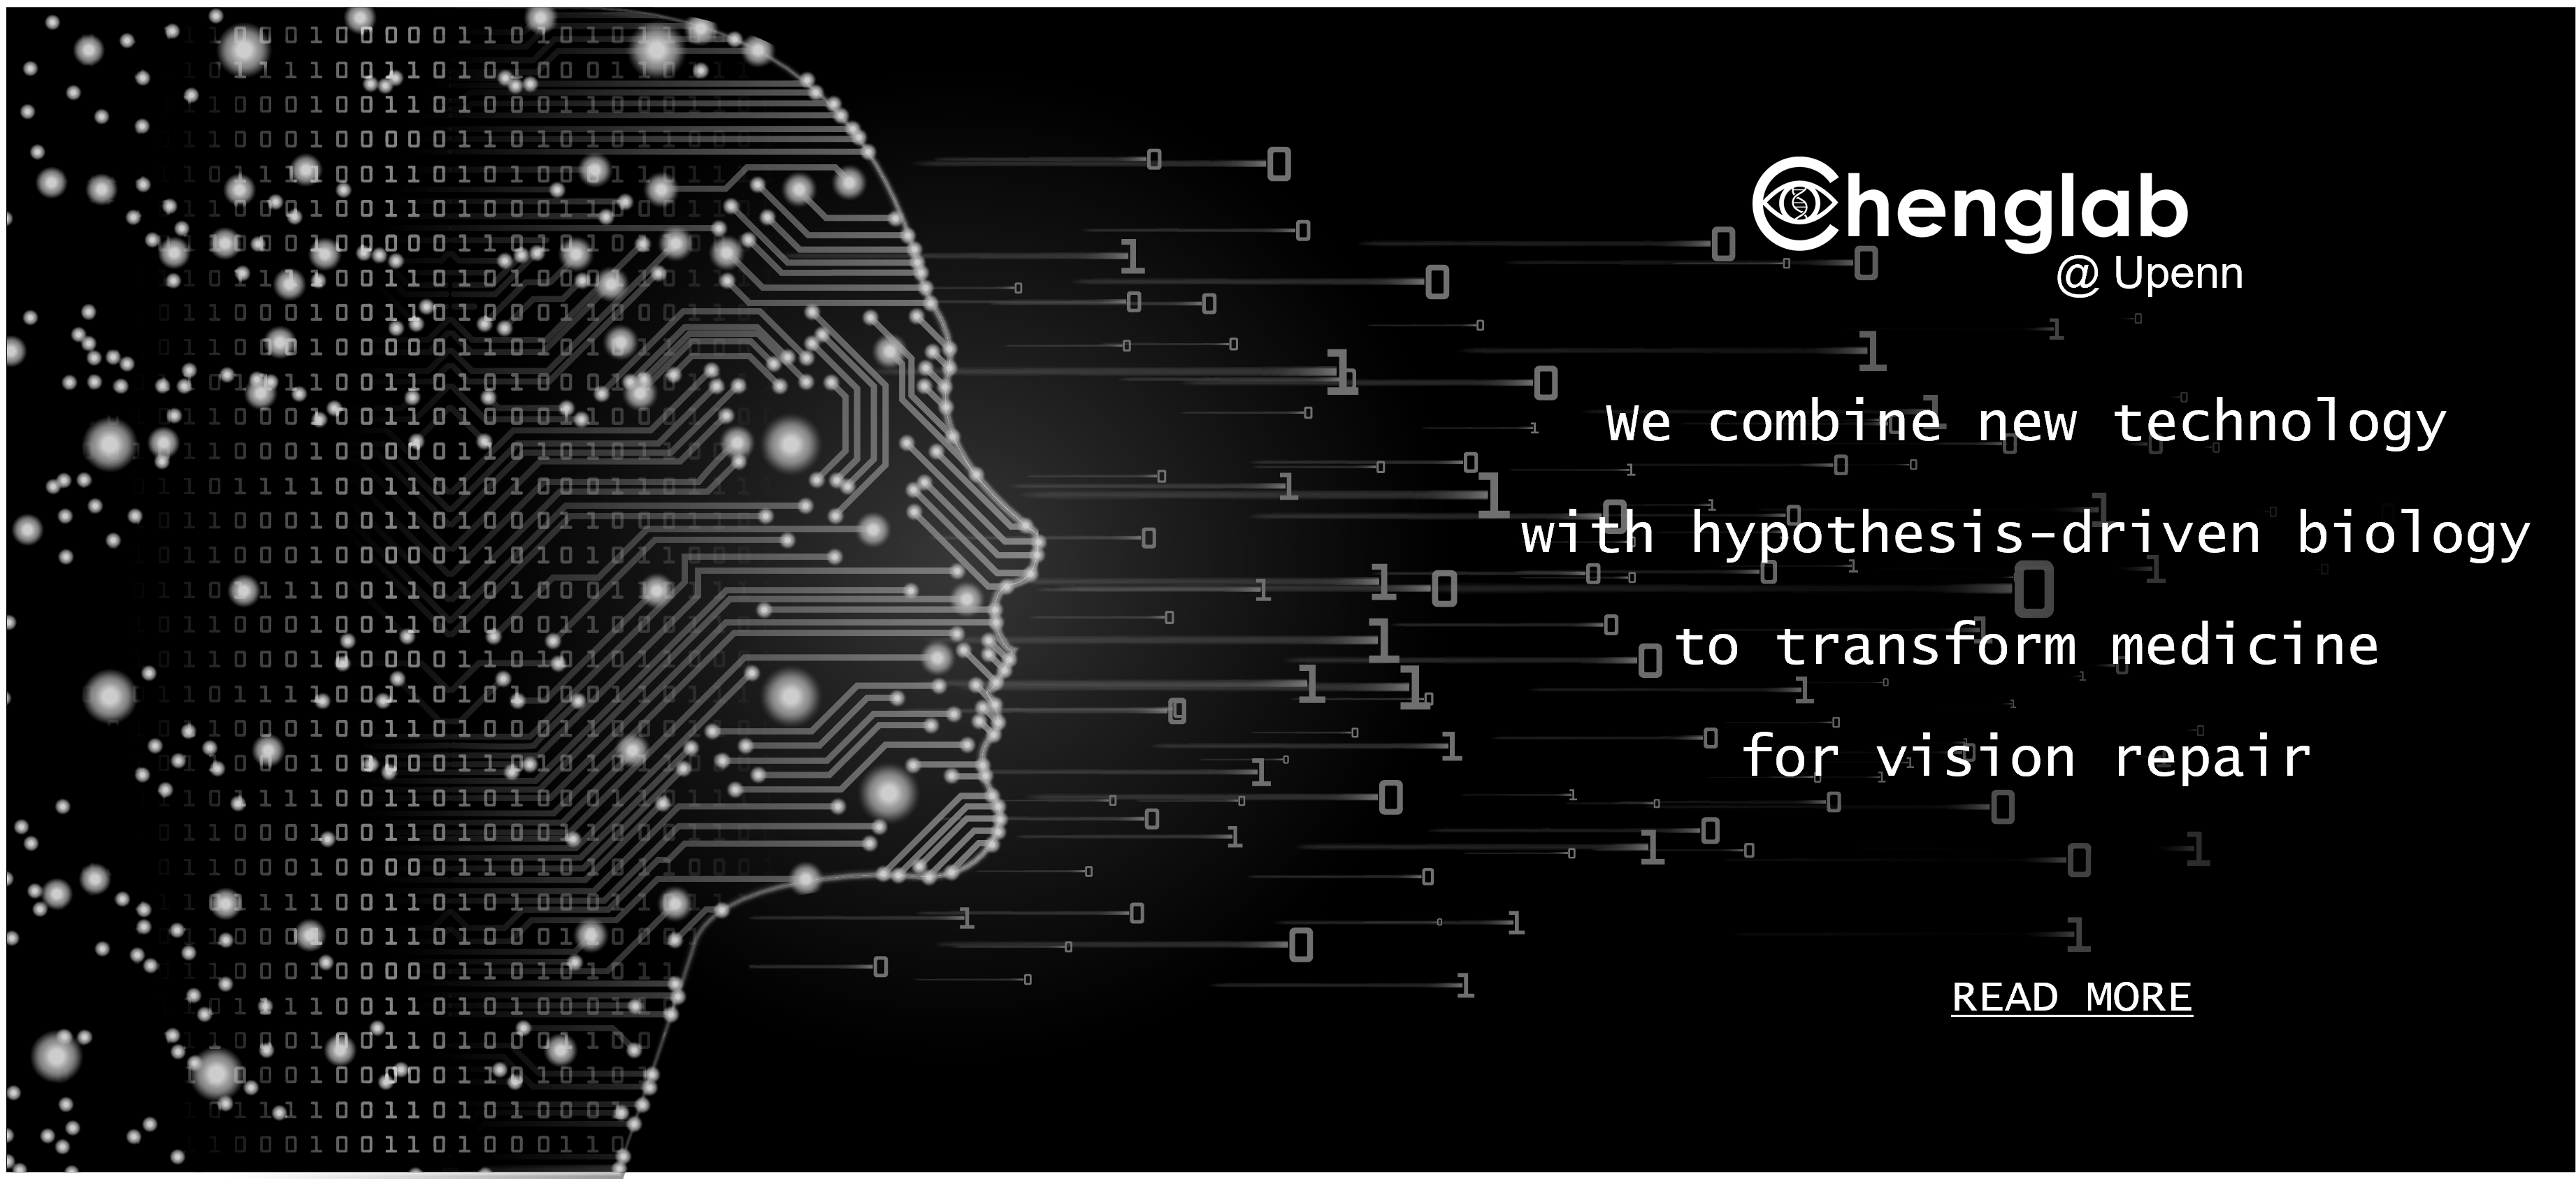 Chenglab
@ Upenn
We combine new technology
with hypothesis-driven biology
to transform medicine
for vision repair
READ MORE